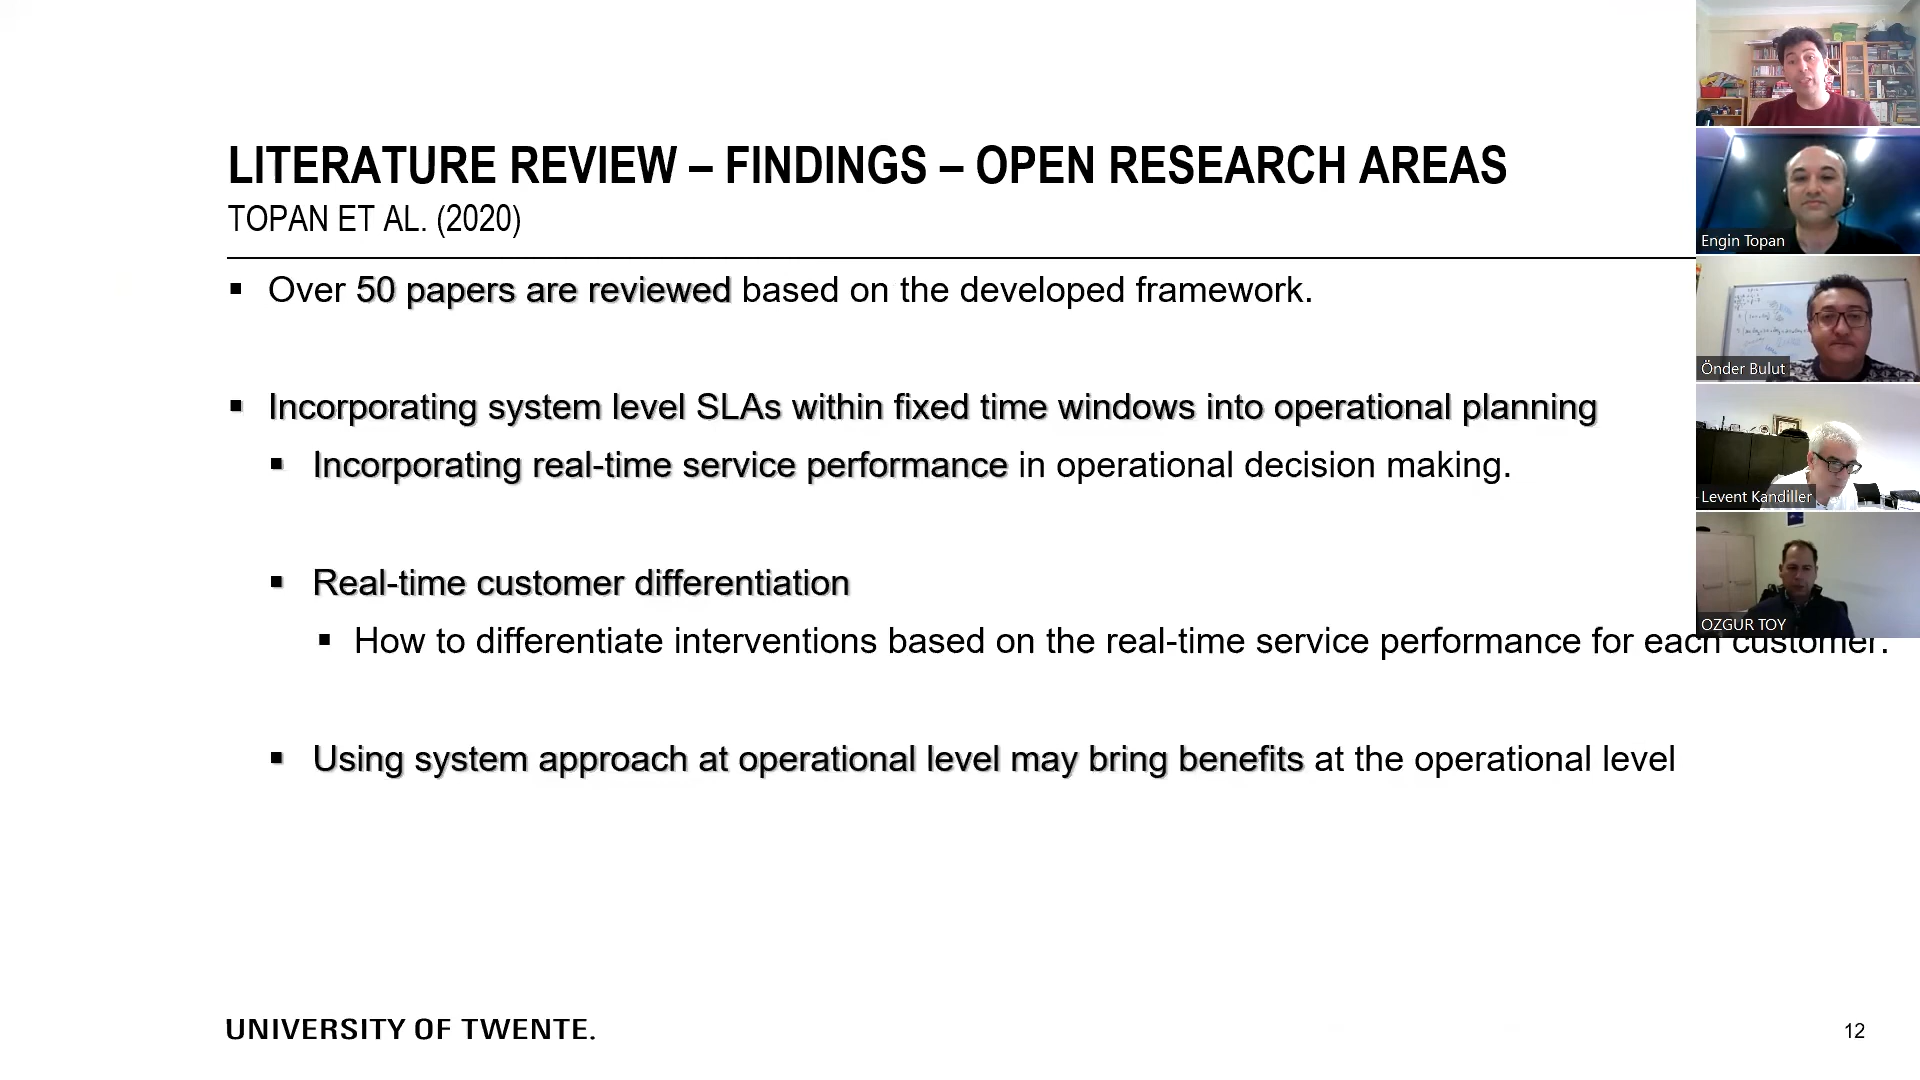 LITERATURE REVIEW – FINDINGS – OPEN RESEARCH AREAS
TOPAN ET AL. (2020)
▪ Over 50 papers are reviewed based on the developed framework.
▪ Incorporating system level SLAs within fixed time windows into operational planning
▪ Incorporating real-time service performance in operational decision making.
▪ Real-time customer differentiation
▪ How to differentiate interventions based on the real-time service performance for each customer.
▪ Using system approach at operational level may bring benefits at the operational level
UNIVERSITY OF TWENTE.
12
Engin Topan
Önder Bulut
Levent Kandiller
OZGUR TOY